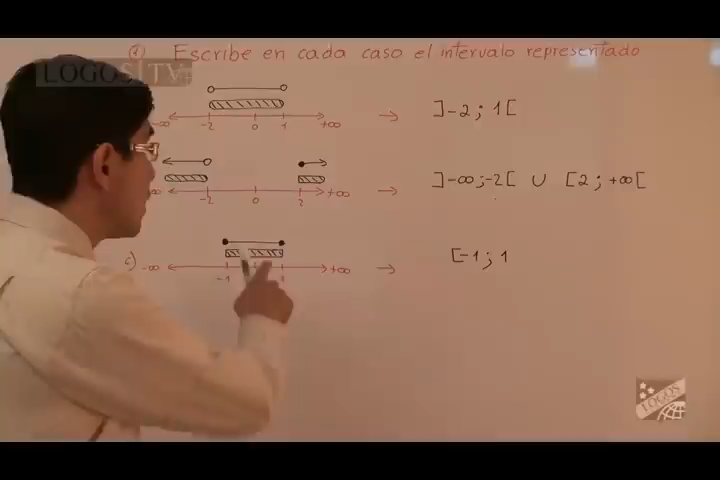 2) Escribe en cada caso el intervalo representado
LOGOS TV
-∞ -2 0 1 +∞ → ]-2; 1[
-∞ -2 0 2 +∞ → ]-∞;-2[ ∪ [2; +∞[
c) -∞ -1 +∞ → [-1; 1
LOGOS